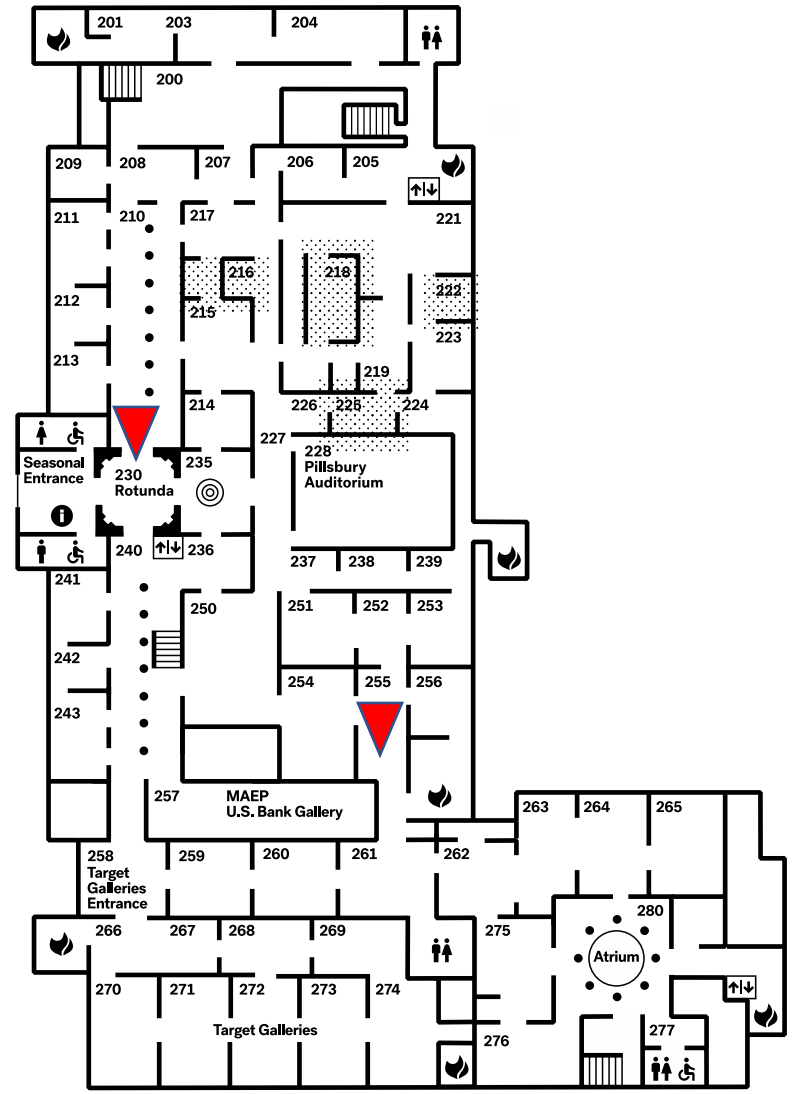 201 203 204
200
209 208 207 206 205
211 210 217 221
216 218 222
212 215 223
213 219
214 226 225 224
227
228
Pillsbury
Auditorium
Seasonal
Entrance
230
Rotunda
235
i
240 236
241 237 238 239
250 251 252 253
242
254 255 256
243
257 MAEP
U.S. Bank Gallery
263 264 265
258
Target
Galleries
Entrance
259 260 261 262
266 267 268 269 275 280
Atrium
270 271 272 273 274
Target Galleries
276 277